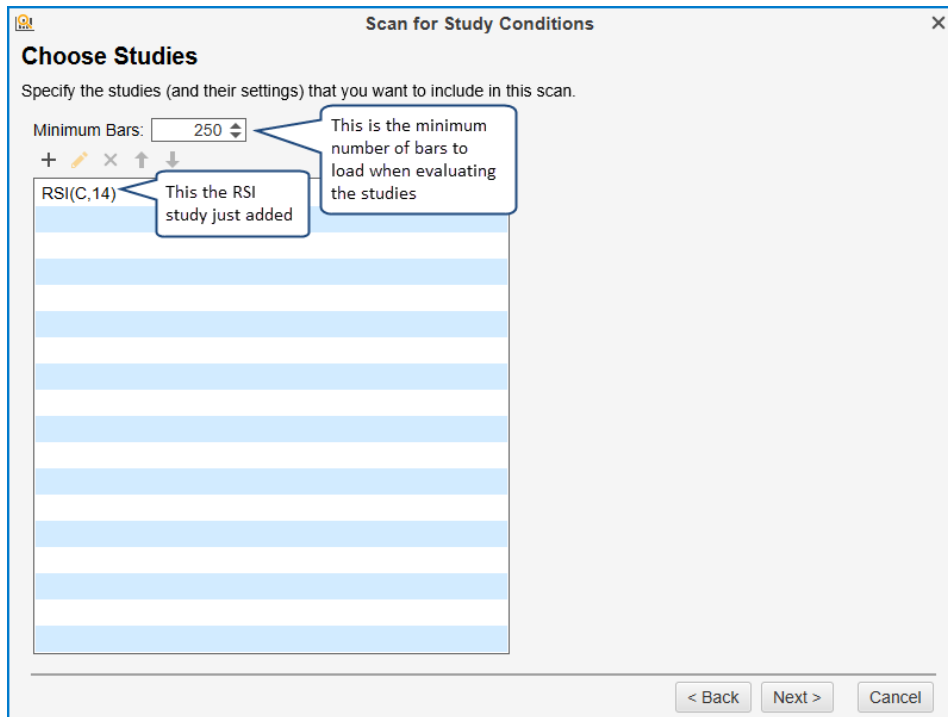 Scan for Study Conditions
Choose Studies
Specify the studies (and their settings) that you want to include in this scan.
Minimum Bars: 250
This is the minimum
number of bars to
load when evaluating
the studies
RSI(C,14)
This the RSI
study just added
< Back Next > Cancel